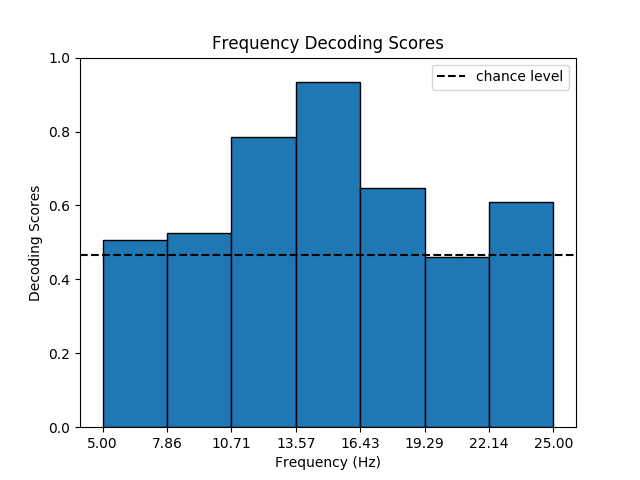 Frequency Decoding Scores
chance level
1.0
0.8
0.6
0.4
0.2
0.0
Decoding Scores
5.00 7.86 10.71 13.57 16.43 19.29 22.14 25.00
Frequency (Hz)